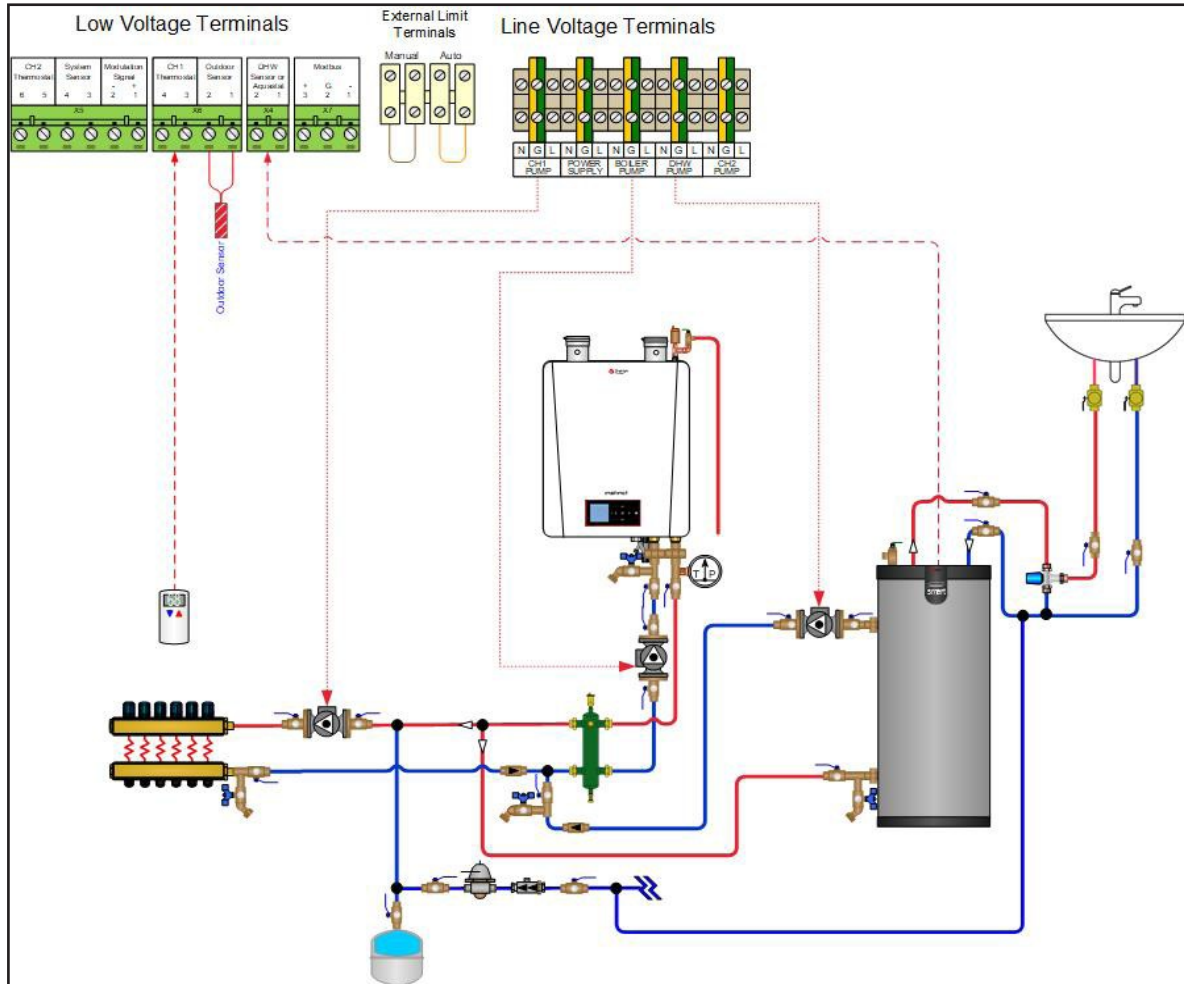 Low Voltage Terminals
External Limit
Terminals
Manual Auto
Line Voltage Terminals
CH2
Thermostat
6 5
System
Sensor
4 3
Modulation
Signal
- +
2 1
X5
CH1
Thermostat
4 3
Outdoor
Sensor
2 1
X6
DHW
Sensor or
Aquastat
2 1
X4
Modbus
+ G -
3 2 1
X7
N G L N G L N G L N G L N G L
CH1
PUMP
POWER
SUPPLY
BOILER
PUMP
DHW
PUMP
CH2
PUMP
Outdoor Sensor
T P
smart